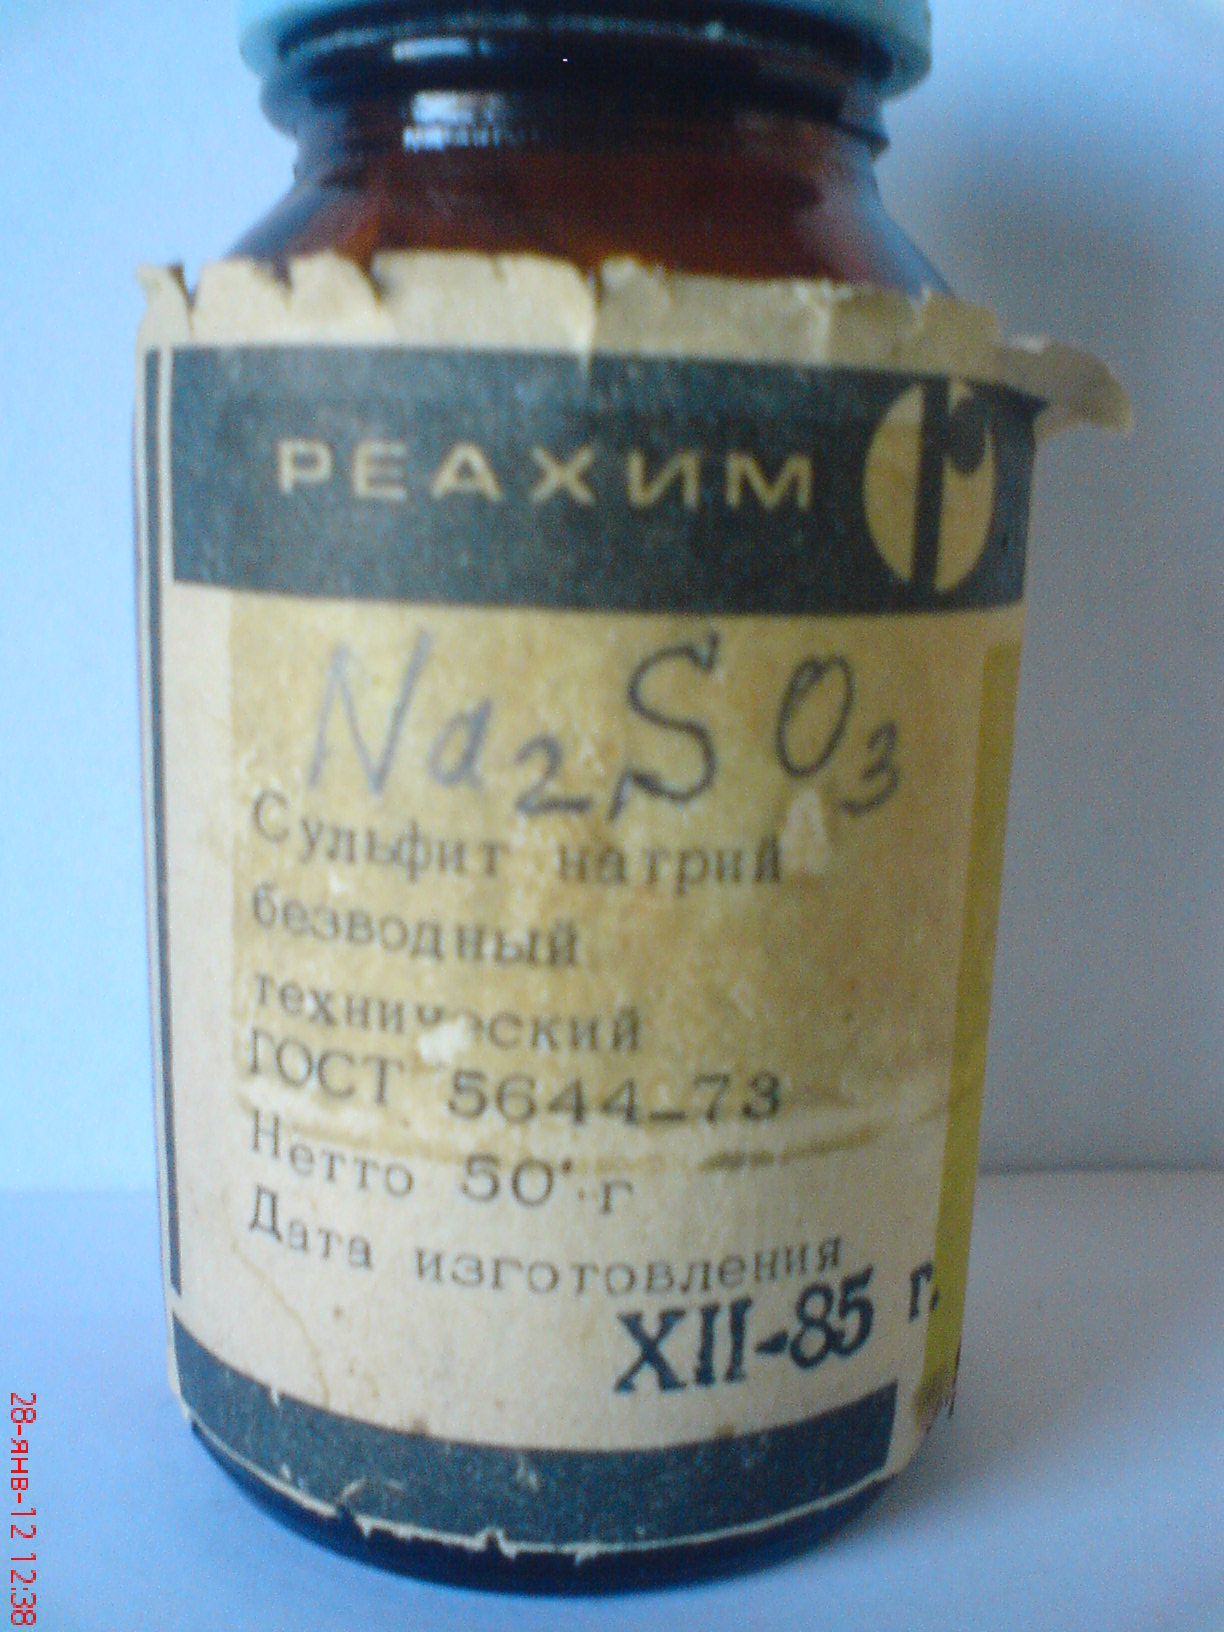 РЕАХИМ
Na2SO3
Сульфит натрий
безводный
технический
ГОСТ 5644-73
Нетто 50 г
Дата изготовления
XII-85 г.
28-янв-12 12:38